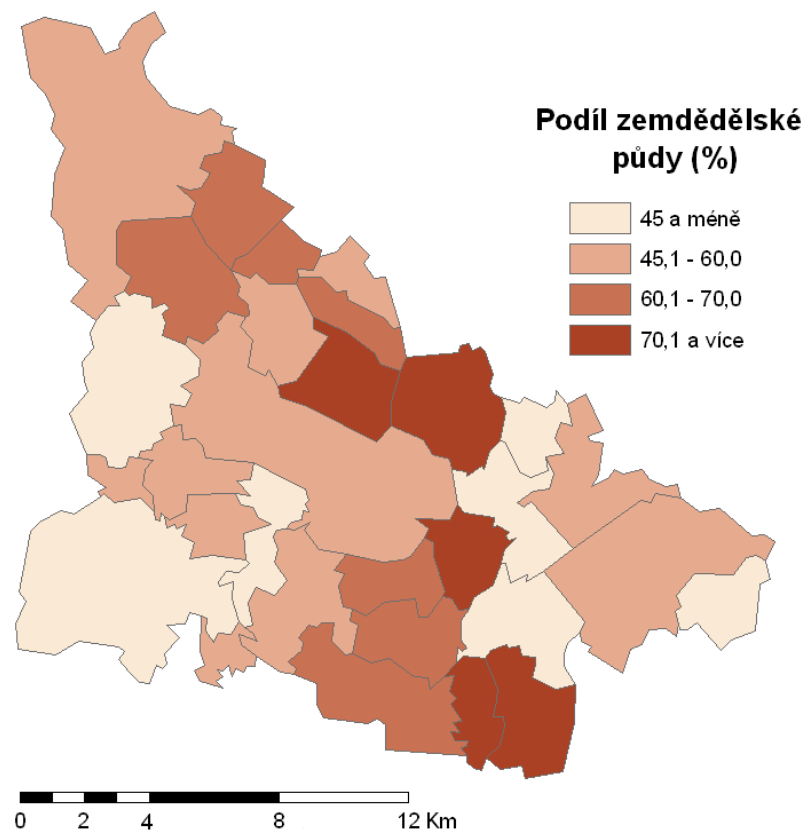 Podíl zemdědělské
půdy (%)
45 a méně
45,1 - 60,0
60,1 - 70,0
70,1 a více
0 2 4 8 12 Km